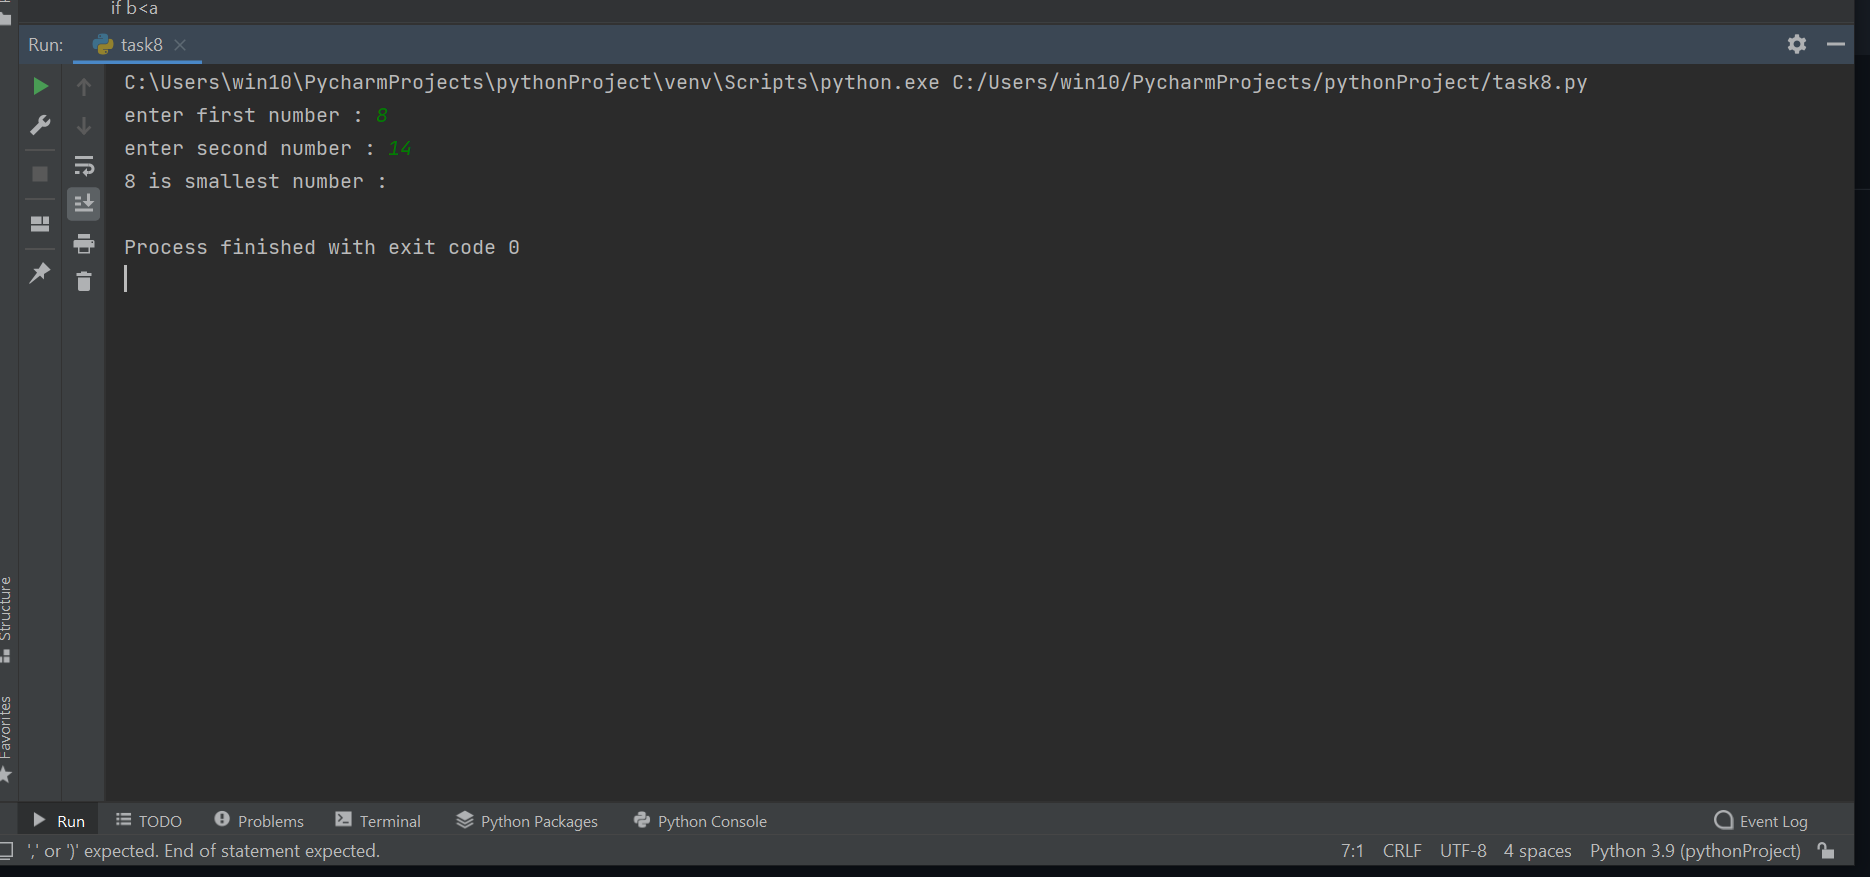 if b<a
Run: task8
C:\Users\win10\PycharmProjects\pythonProject\venv\Scripts\python.exe C:/Users/win10/PycharmProjects/pythonProject/task8.py
enter first number : 8
enter second number : 14
8 is smallest number :
Process finished with exit code 0
Structure
Favorites
Run TODO Problems Terminal Python Packages Python Console Event Log
',' or ')' expected. End of statement expected. 7:1 CRLF UTF-8 4 spaces Python 3.9 (pythonProject)